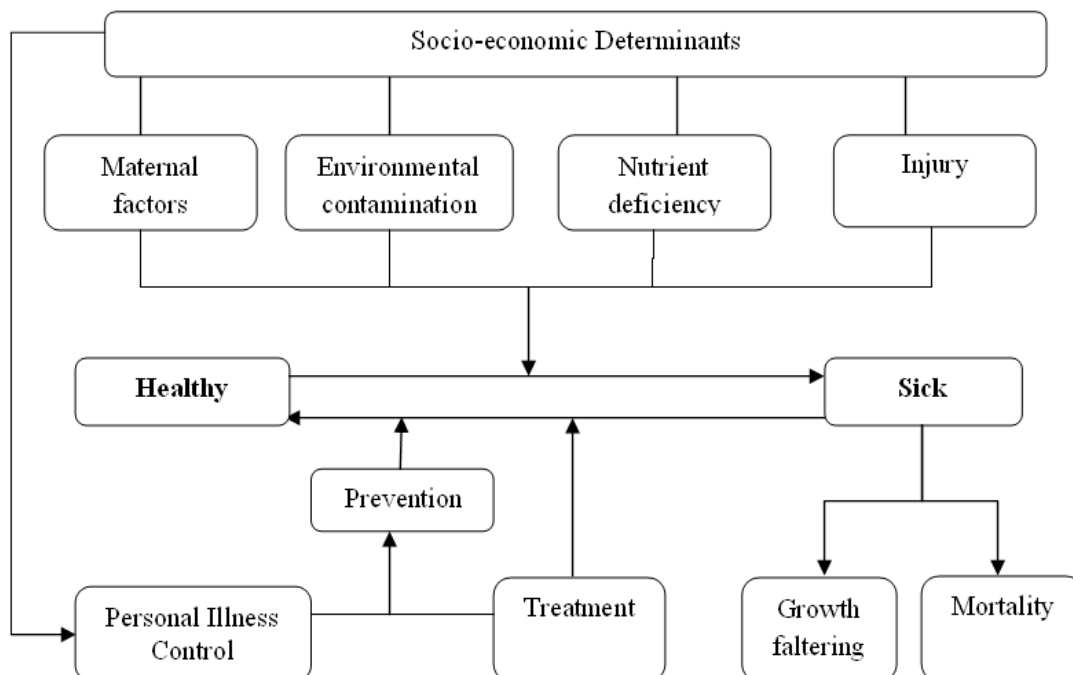 Socio-economic Determinants
Maternal
factors
Environmental
contamination
Nutrient
deficiency
Injury
Healthy
Sick
Prevention
Personal Illness
Control
Treatment
Growth
faltering
Mortality